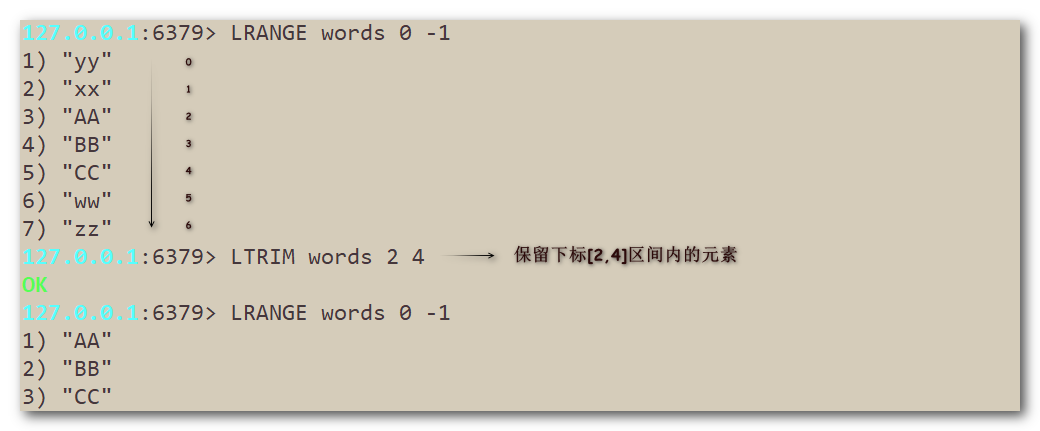 127.0.0.1:6379> LRANGE words 0 -1
1) "yy" 0
2) "xx" 1
3) "AA" 2
4) "BB" 3
5) "CC" 4
6) "ww" 5
7) "zz" 6
127.0.0.1:6379> LTRIM words 2 4 保留下标[2,4]区间内的元素
OK
127.0.0.1:6379> LRANGE words 0 -1
1) "AA"
2) "BB"
3) "CC"